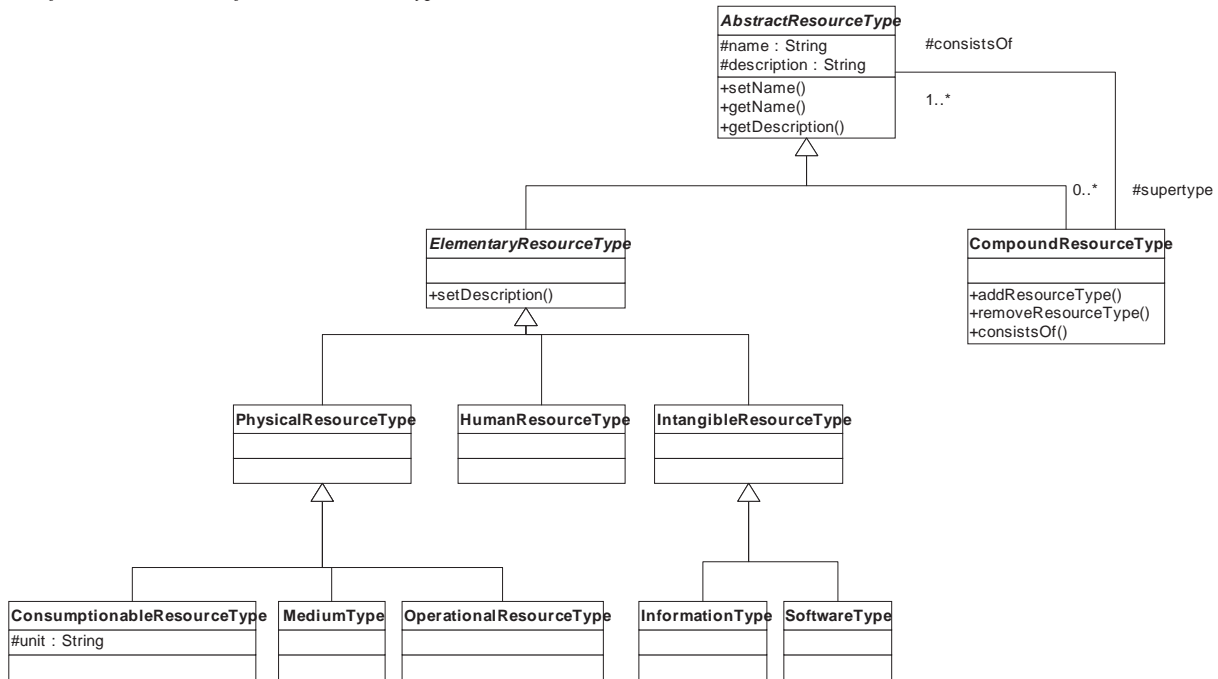 AbstractResourceType
#name : String
#description : String
+setName()
+getName()
+getDescription()
#consistsOf
1..*
0..*
#supertype
ElementaryResourceType
+setDescription()
CompoundResourceType
+addResourceType()
+removeResourceType()
+consistsOf()
PhysicalResourceType
HumanResourceType
IntangibleResourceType
ConsumptionableResourceType
#unit : String
MediumType
OperationalResourceType
InformationType
SoftwareType